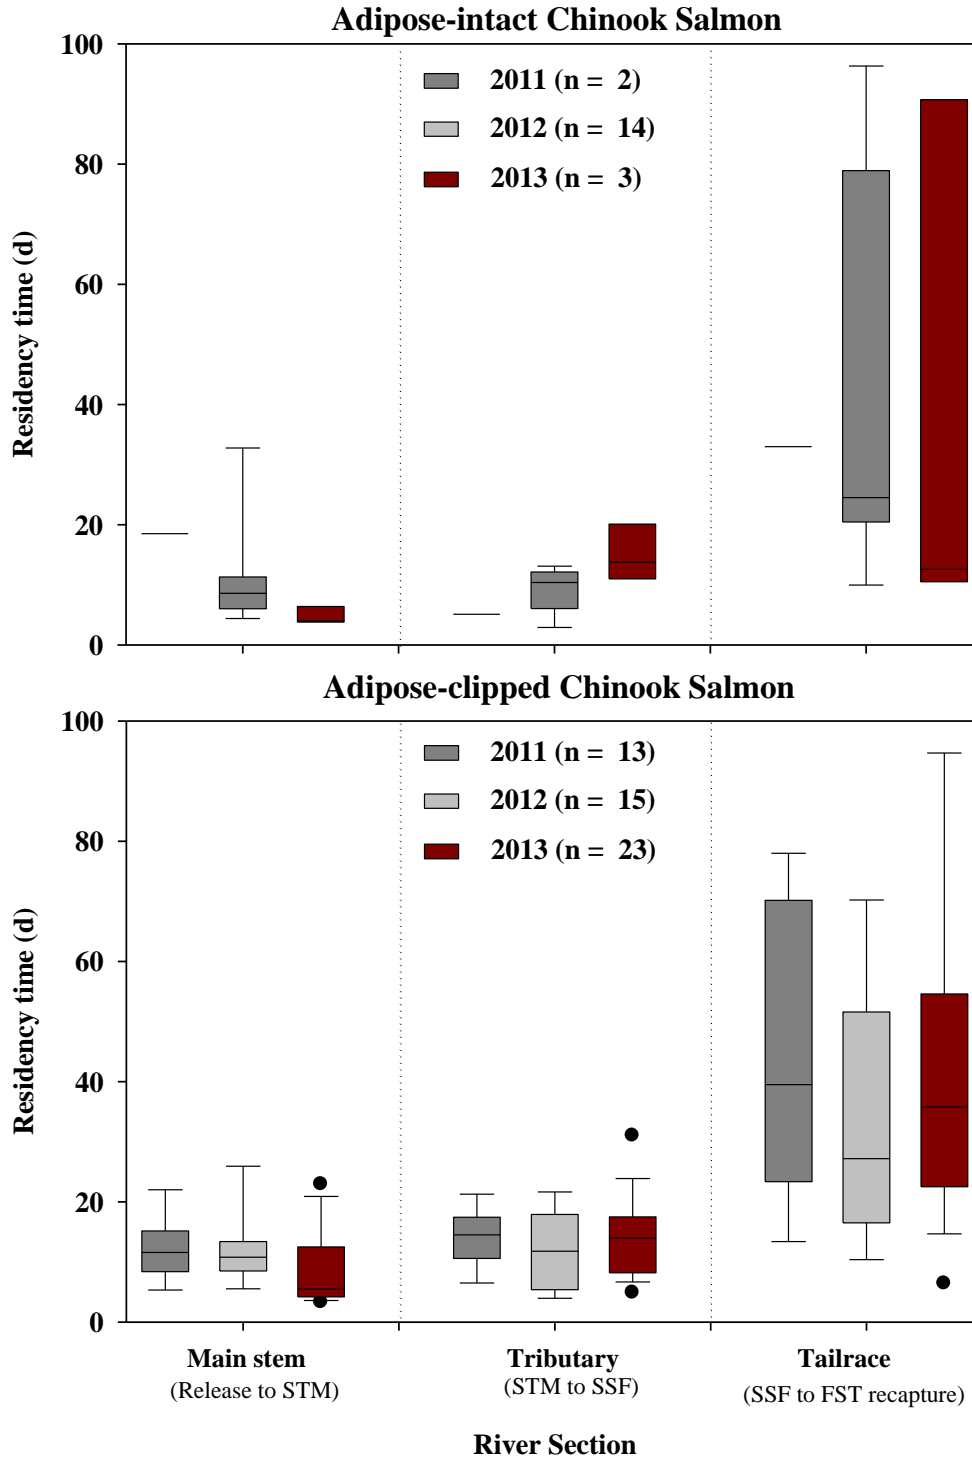 Adipose-intact Chinook Salmon
100
80
60
40
20
0
Residency time (d)
2011 (n = 2)
2012 (n = 14)
2013 (n = 3)
Adipose-clipped Chinook Salmon
100
80
60
40
20
0
Residency time (d)
2011 (n = 13)
2012 (n = 15)
2013 (n = 23)
Main stem
(Release to STM)
Tributary
(STM to SSF)
Tailrace
(SSF to FST recapture)
River Section